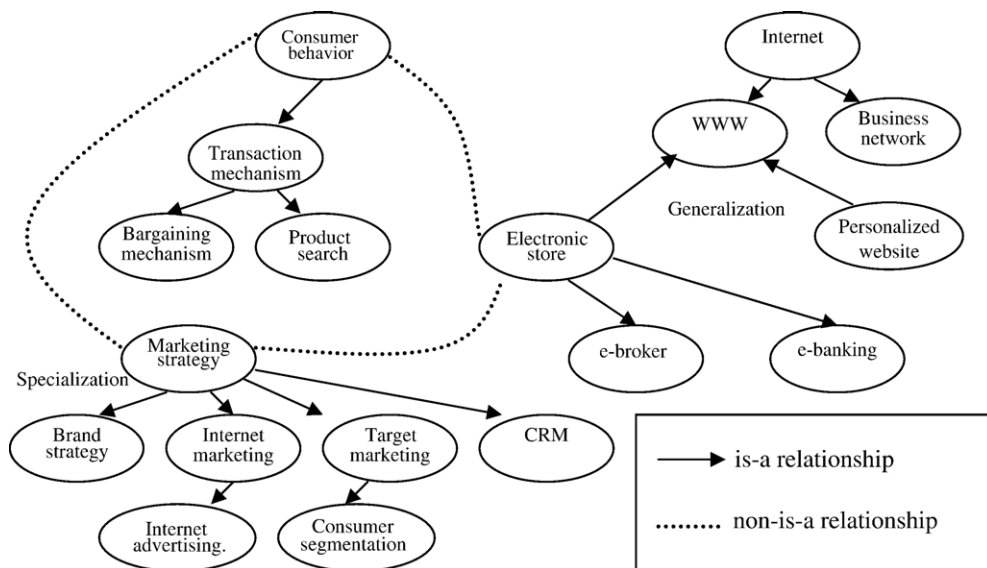 Consumer
behavior
Internet
WWW
Business
network
Transaction
mechanism
Generalization
Bargaining
mechanism
Product
search
Electronic
store
Personalized
website
Marketing
strategy
e-broker
e-banking
Specialization
Brand
strategy
Internet
marketing
Target
marketing
CRM
is-a relationship
Internet
advertising.
Consumer
segmentation
non-is-a relationship